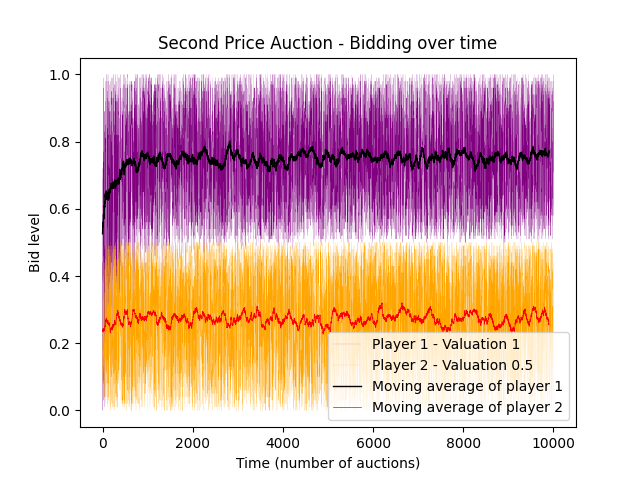 Second Price Auction - Bidding over time
1.0
0.8
0.6
0.4
0.2
0.0
Bid level
Player 1 - Valuation 1
Player 2 - Valuation 0.5
Moving average of player 1
Moving average of player 2
0 2000 4000 6000 8000 10000
Time (number of auctions)